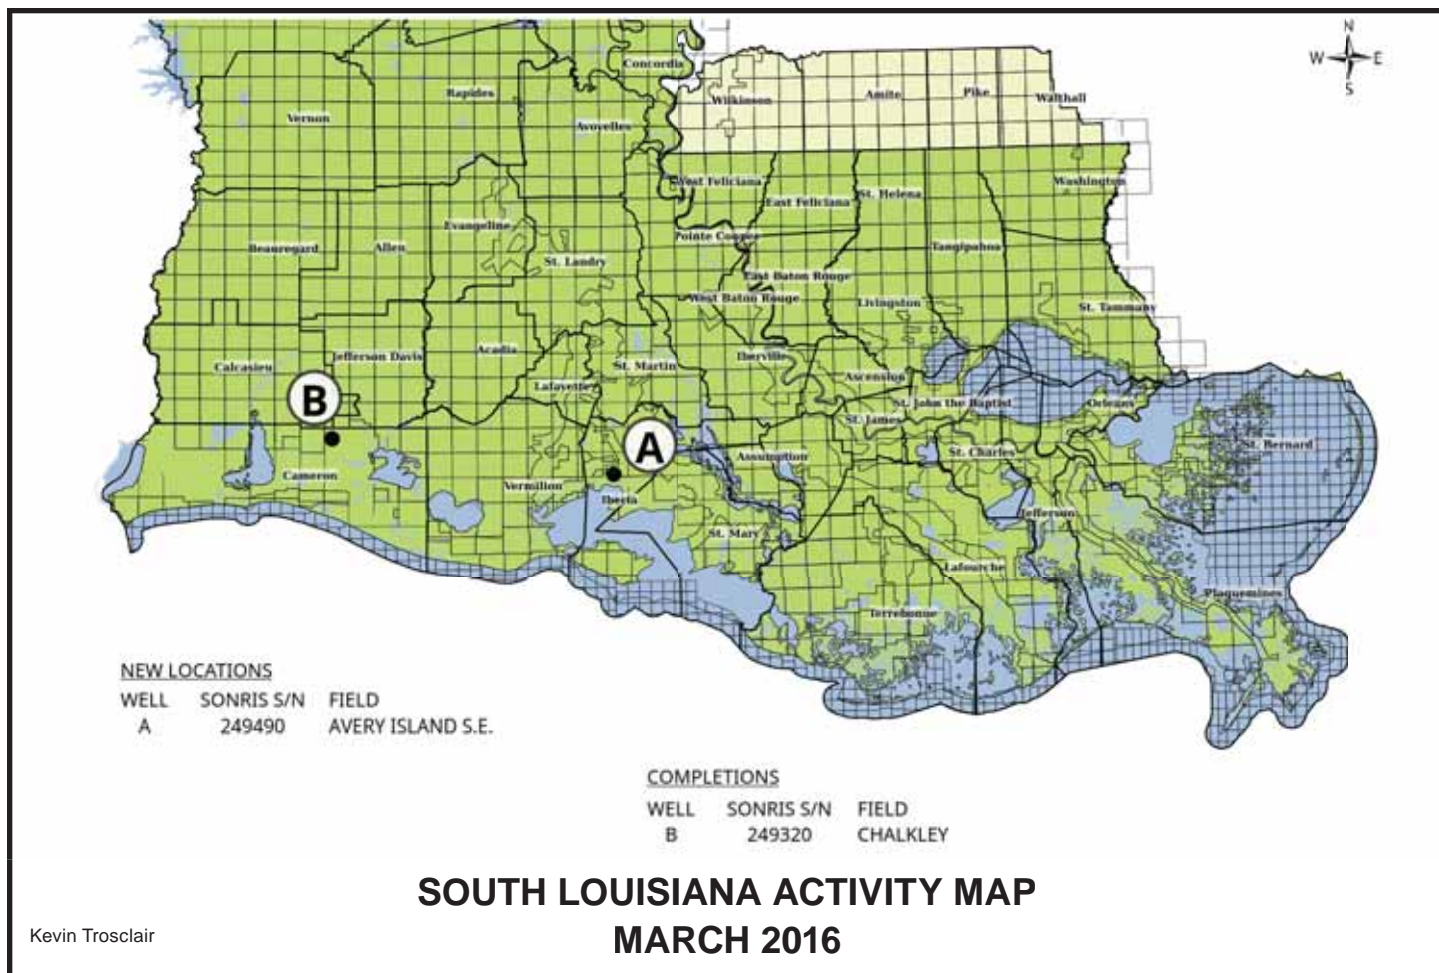 N
W E
S
Concordia
Rapides
Wilkinson
Amite
Pike
Walthall
Vernon
Avoyelles
West Feliciana
Washington
East Feliciana
St. Helena
Evangeline
Pointe Coupee
Beauregard
Allen
Tangipahoa
St. Landry
East Baton Rouge
West Baton Rouge
Livingston
St. Tammany
Acadia
Jefferson Davis
Iberville
Calcasieu
St. Martin
Ascension
Lafayette
B
St. John the Baptist
Orleans
St. James
A
St. Bernard
St. Charles
Assumption
Cameron
Vermilion
Iberia
Jefferson
St. Mary
Lafourche
Plaquemines
Terrebonne
NEW LOCATIONS
WELL SONRIS S/N FIELD
A 249490 AVERY ISLAND S.E.
COMPLETIONS
WELL SONRIS S/N FIELD
B 249320 CHALKLEY
SOUTH LOUISIANA ACTIVITY MAP
MARCH 2016
Kevin Trosclair